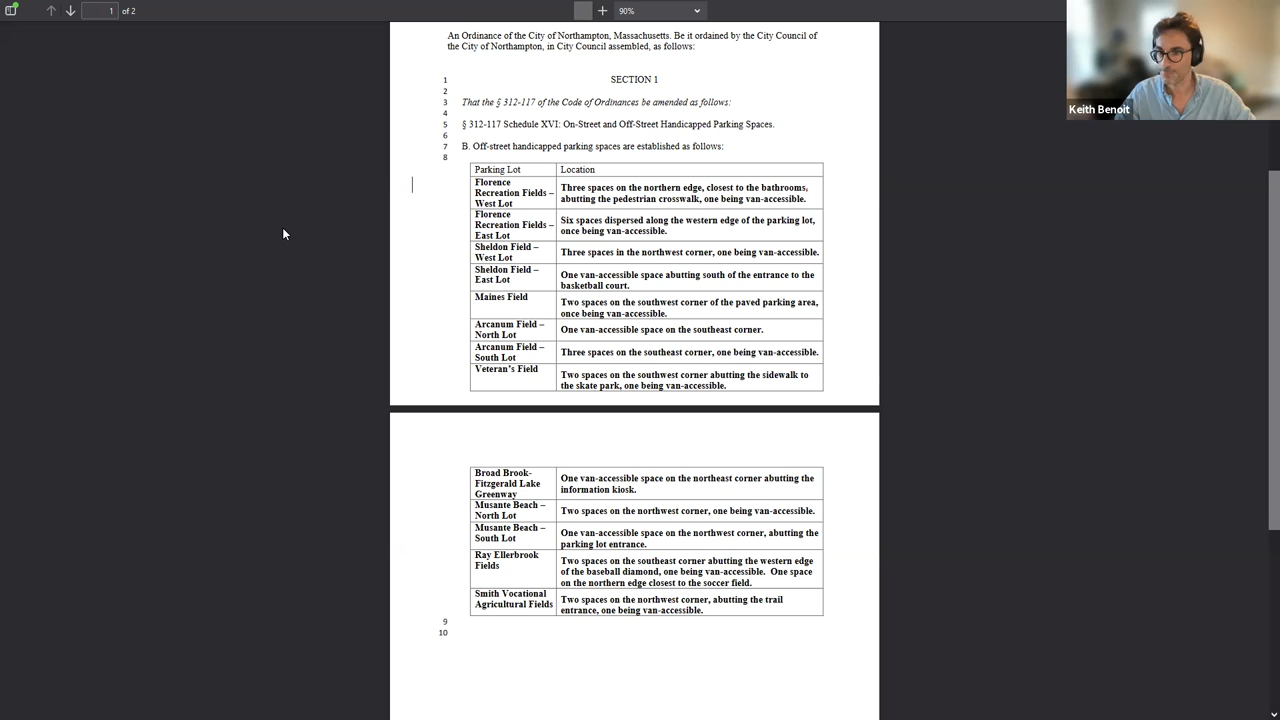 1 of 2
90%
Keith Benoit
An Ordinance of the City of Northampton, Massachusetts. Be it ordained by the City Council of
the City of Northampton, in City Council assembled, as follows:
1 SECTION 1
2
3 That the § 312-117 of the Code of Ordinances be amended as follows:
4
5 § 312-117 Schedule XVI: On-Street and Off-Street Handicapped Parking Spaces.
6
7 B. Off-street handicapped parking spaces are established as follows:
8
Parking Lot Location
Florence
Recreation Fields –
West Lot
Three spaces on the northern edge, closest to the bathrooms,
abutting the pedestrian crosswalk, one being van-accessible.
Florence
Recreation Fields –
East Lot
Six spaces dispersed along the western edge of the parking lot,
once being van-accessible.
Sheldon Field –
West Lot
Three spaces in the northwest corner, one being van-accessible.
Sheldon Field –
East Lot
One van-accessible space abutting south of the entrance to the
basketball court.
Maines Field
Two spaces on the southwest corner of the paved parking area,
once being van-accessible.
Arcanum Field –
North Lot
One van-accessible space on the southeast corner.
Arcanum Field –
South Lot
Three spaces on the southeast corner, one being van-accessible.
Veteran's Field
Two spaces on the southwest corner abutting the sidewalk to
the skate park, one being van-accessible.
Broad Brook-
Fitzgerald Lake
Greenway
One van-accessible space on the northeast corner abutting the
information kiosk.
Musante Beach –
North Lot
Two spaces on the northwest corner, one being van-accessible.
Musante Beach –
South Lot
One van-accessible space on the northwest corner, abutting the
parking lot entrance.
Ray Ellerbrook
Fields
Two spaces on the southeast corner abutting the western edge
of the baseball diamond, one being van-accessible. One space
on the northern edge closest to the soccer field.
Smith Vocational
Agricultural Fields
Two spaces on the northwest corner, abutting the trail
entrance, one being van-accessible.
9
10